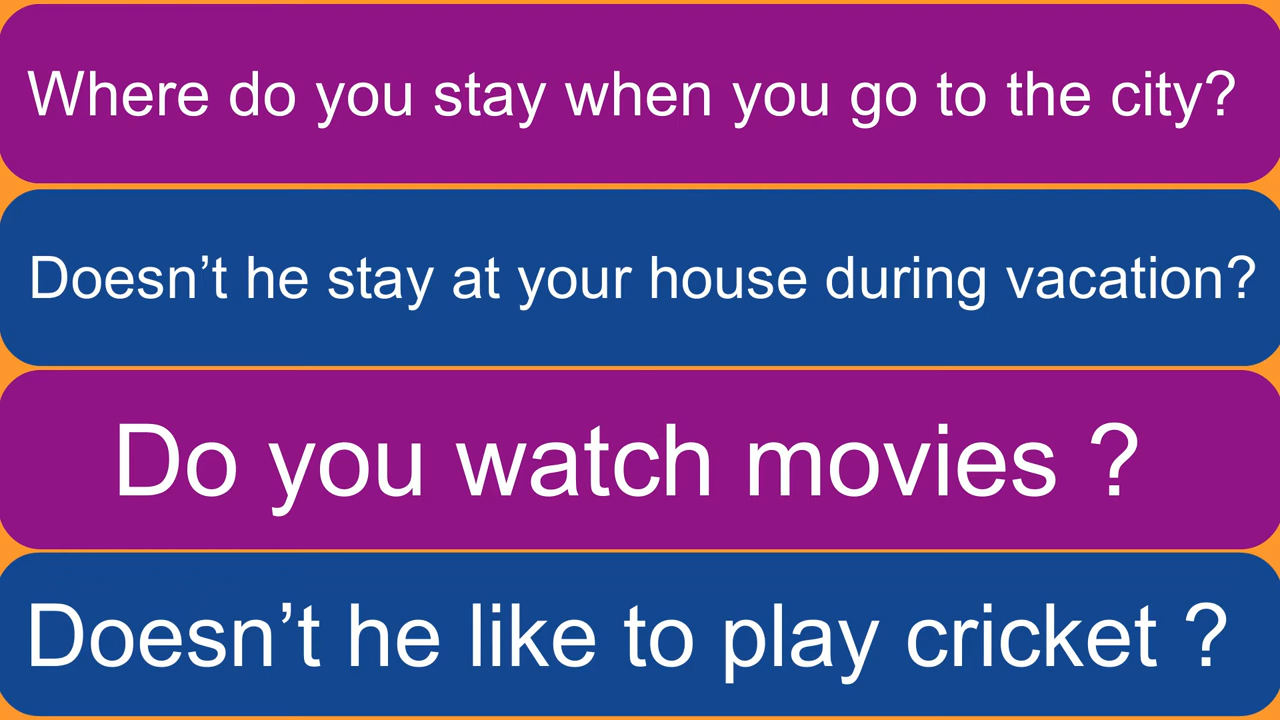 Where do you stay when you go to the city?
Doesn’t he stay at your house during vacation?
Do you watch movies ?
Doesn’t he like to play cricket ?